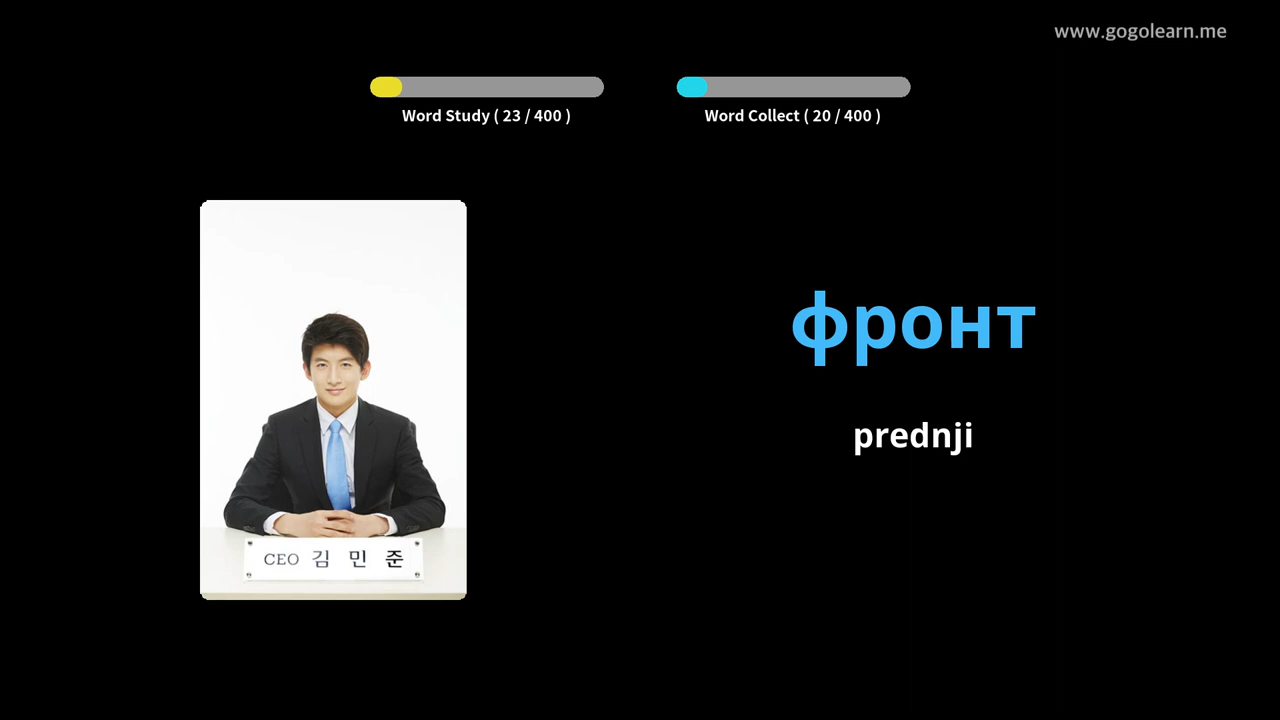 www.gogolearn.me
Word Study ( 23 / 400 )
Word Collect ( 20 / 400 )
фронт
prednji
CEO 김 민 준